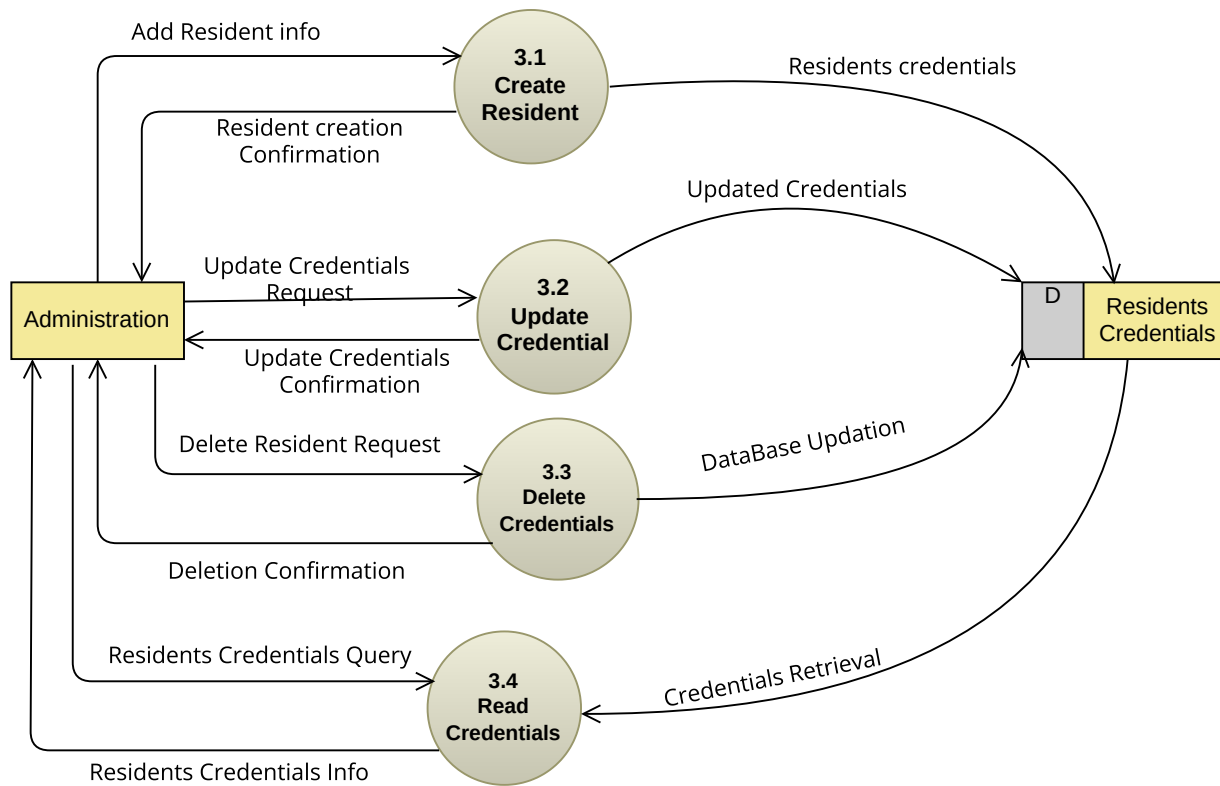 Add Resident info
3.1
Create
Resident
Residents credentials
Resident creation
Confirmation
Updated Credentials
Update Credentials
Request
3.2
Update
Credential
D
Residents
Credentials
Administration
Update Credentials
Confirmation
Delete Resident Request
3.3
Delete
Credentials
DataBase Updation
Deletion Confirmation
Residents Credentials Query
3.4
Read
Credentials
Credentials Retrieval
Residents Credentials Info